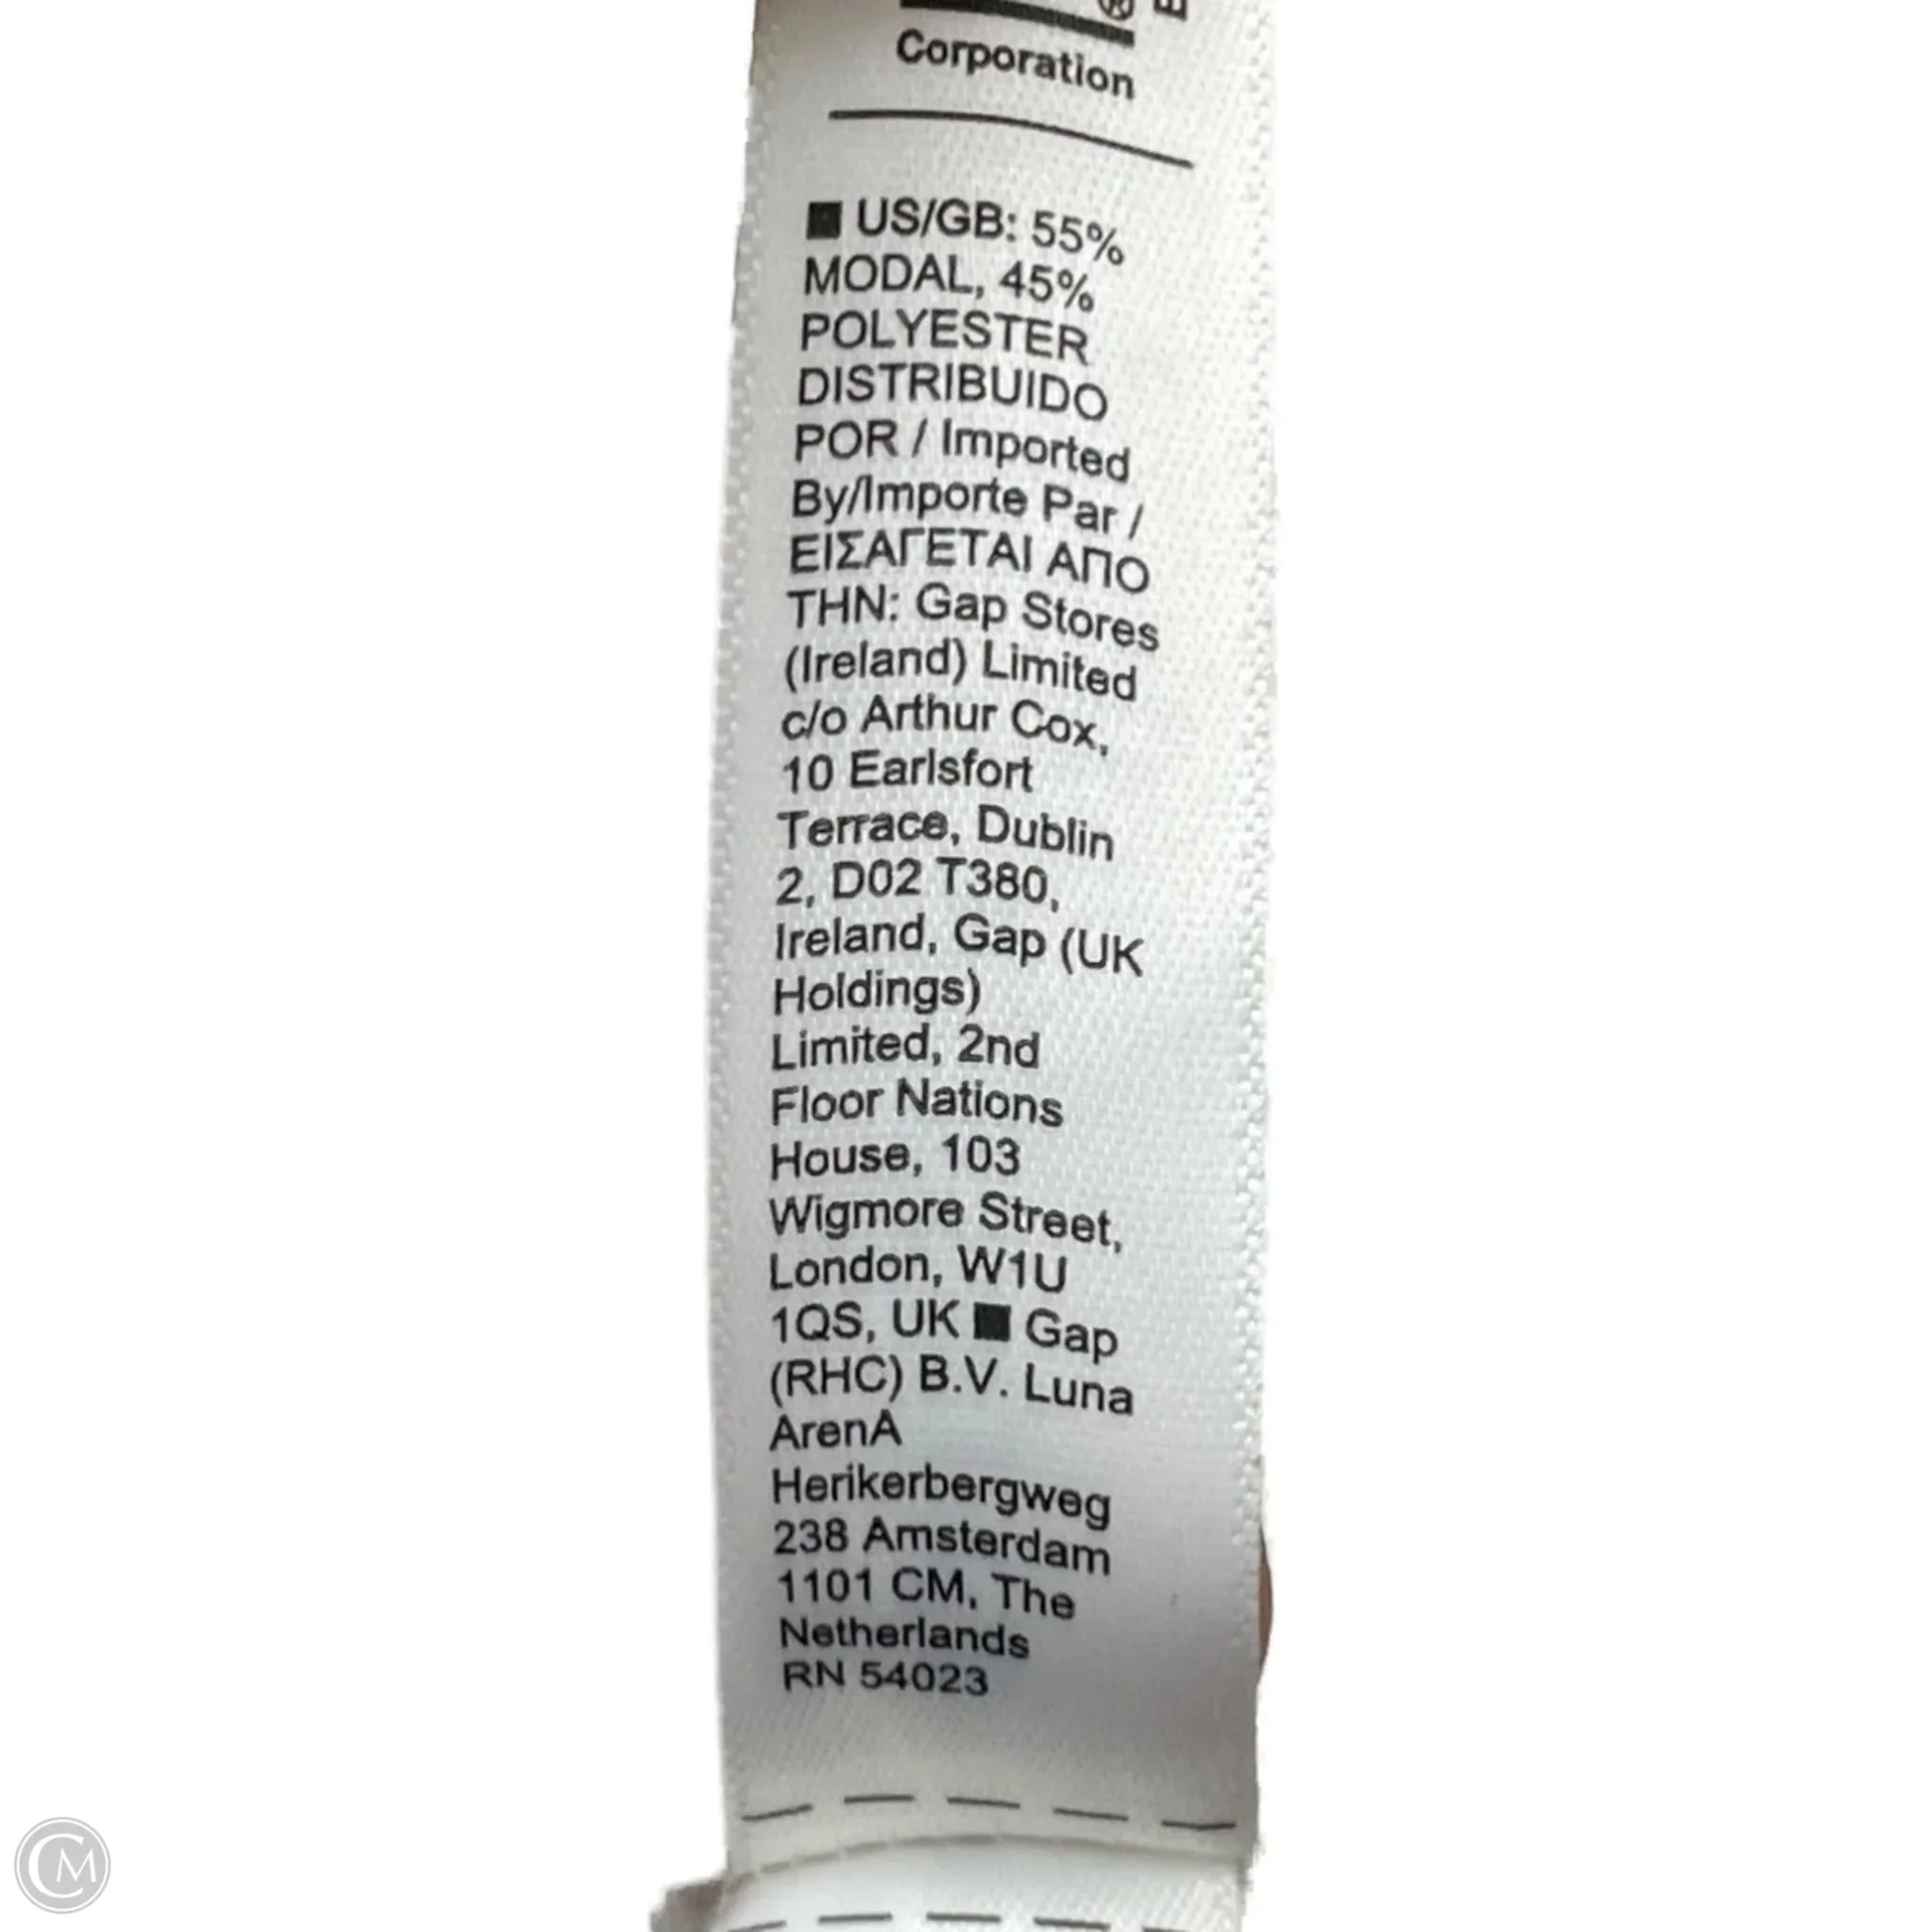 ®
Corporation
■ US/GB: 55%
MODAL, 45%
POLYESTER
DISTRIBUIDO
POR / Imported
By/Importe Par /
ΕΙΣΑΓΕΤΑΙ ΑΠΟ
ΤΗΝ: Gap Stores
(Ireland) Limited
c/o Arthur Cox,
10 Earlsfort
Terrace, Dublin
2, D02 T380,
Ireland, Gap (UK
Holdings)
Limited, 2nd
Floor Nations
House, 103
Wigmore Street,
London, W1U
1QS, UK ■ Gap
(RHC) B.V. Luna
ArenA
Herikerbergweg
238 Amsterdam
1101 CM, The
Netherlands
RN 54023
CM